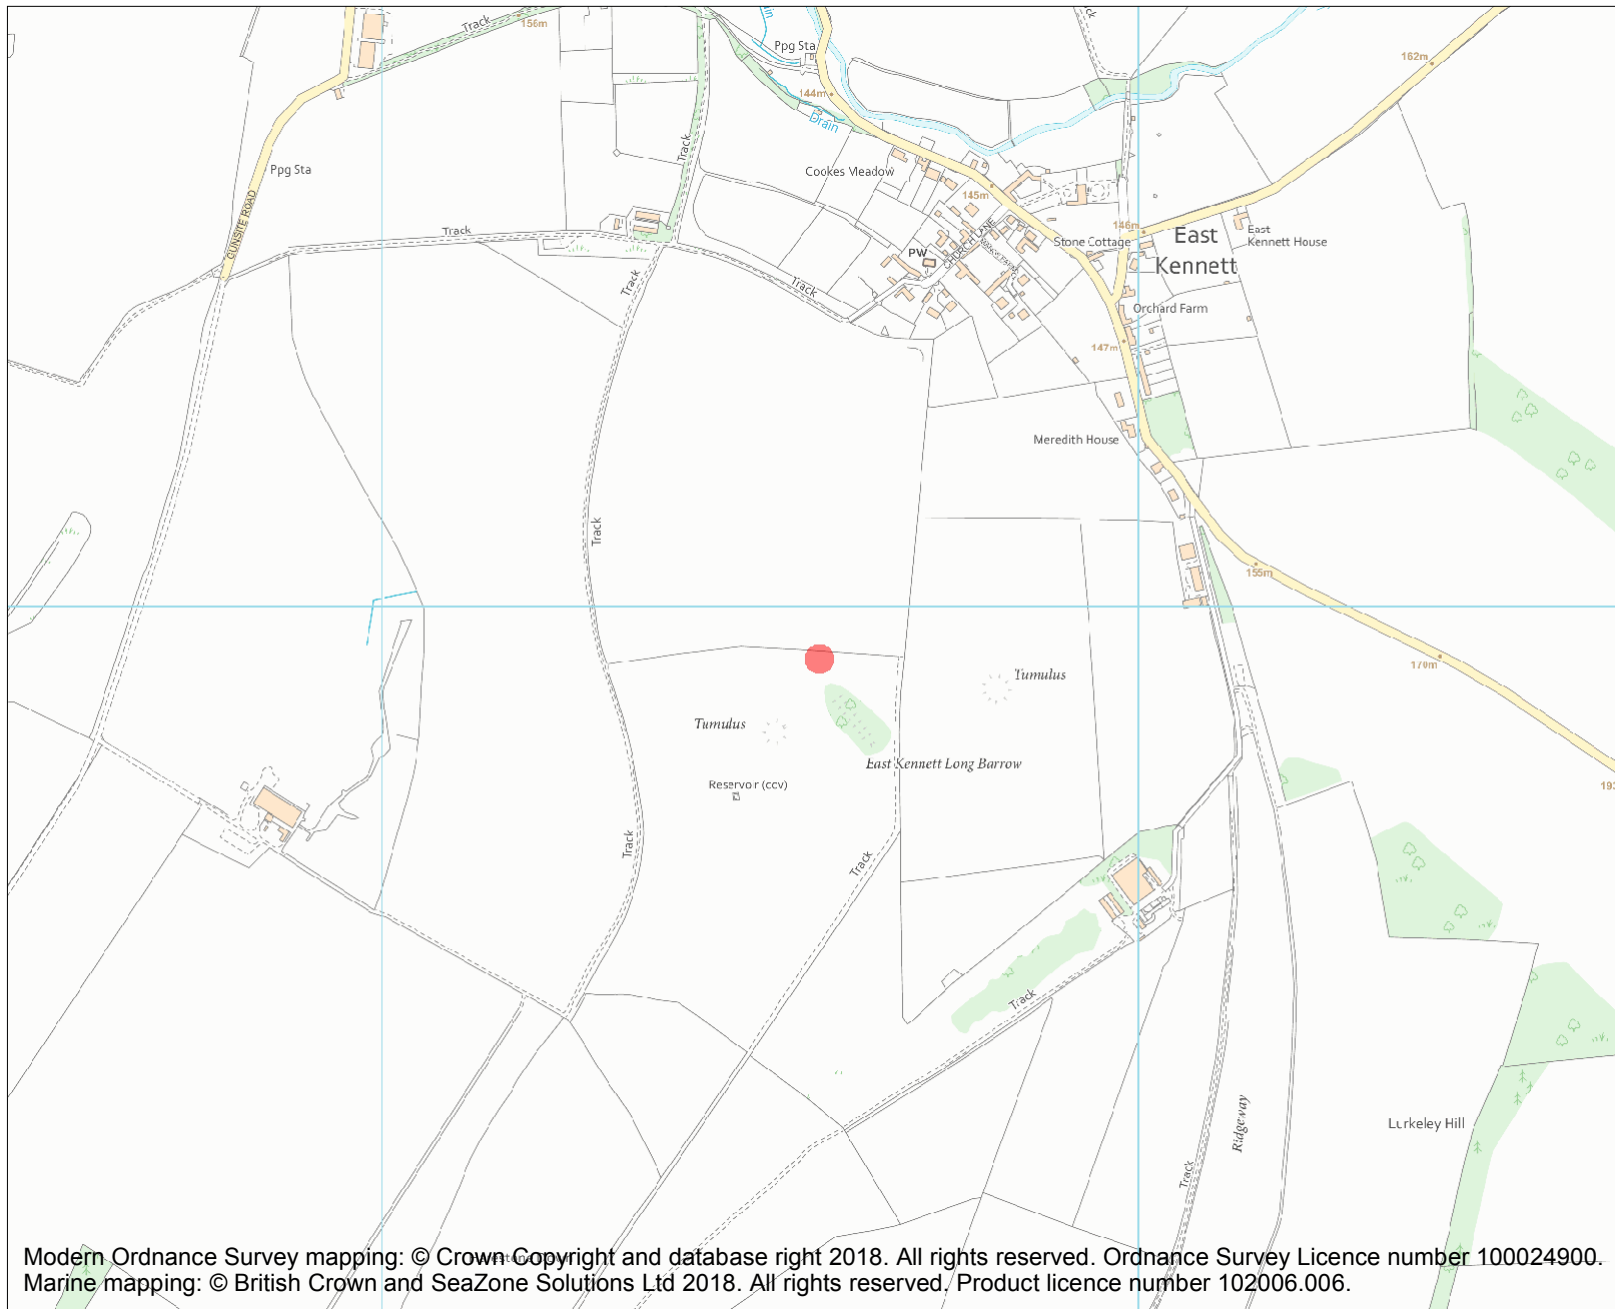 Track
156m
Ppg Sta
162m
144m
Drain
Track
Ppg Sta
Cookes Meadow
145m
GUNSITE ROAD
Track
146m
East
Kennett
East
Kennett House
Stone Cottage
PW
CHURCH LANE
Track
Track
Orchard Farm
147m
Meredith House
Track
155m
170m
Tumulus
Tumulus
East Kennett Long Barrow
Reservoir (cov)
Track
Track
Track
Ridgeway
Lurkeley Hill
Track
Modern Ordnance Survey mapping: © Crown Copyright and database right 2018. All rights reserved. Ordnance Survey Licence number 100024900.
Marine mapping: © British Crown and SeaZone Solutions Ltd 2018. All rights reserved. Product licence number 102006.006.